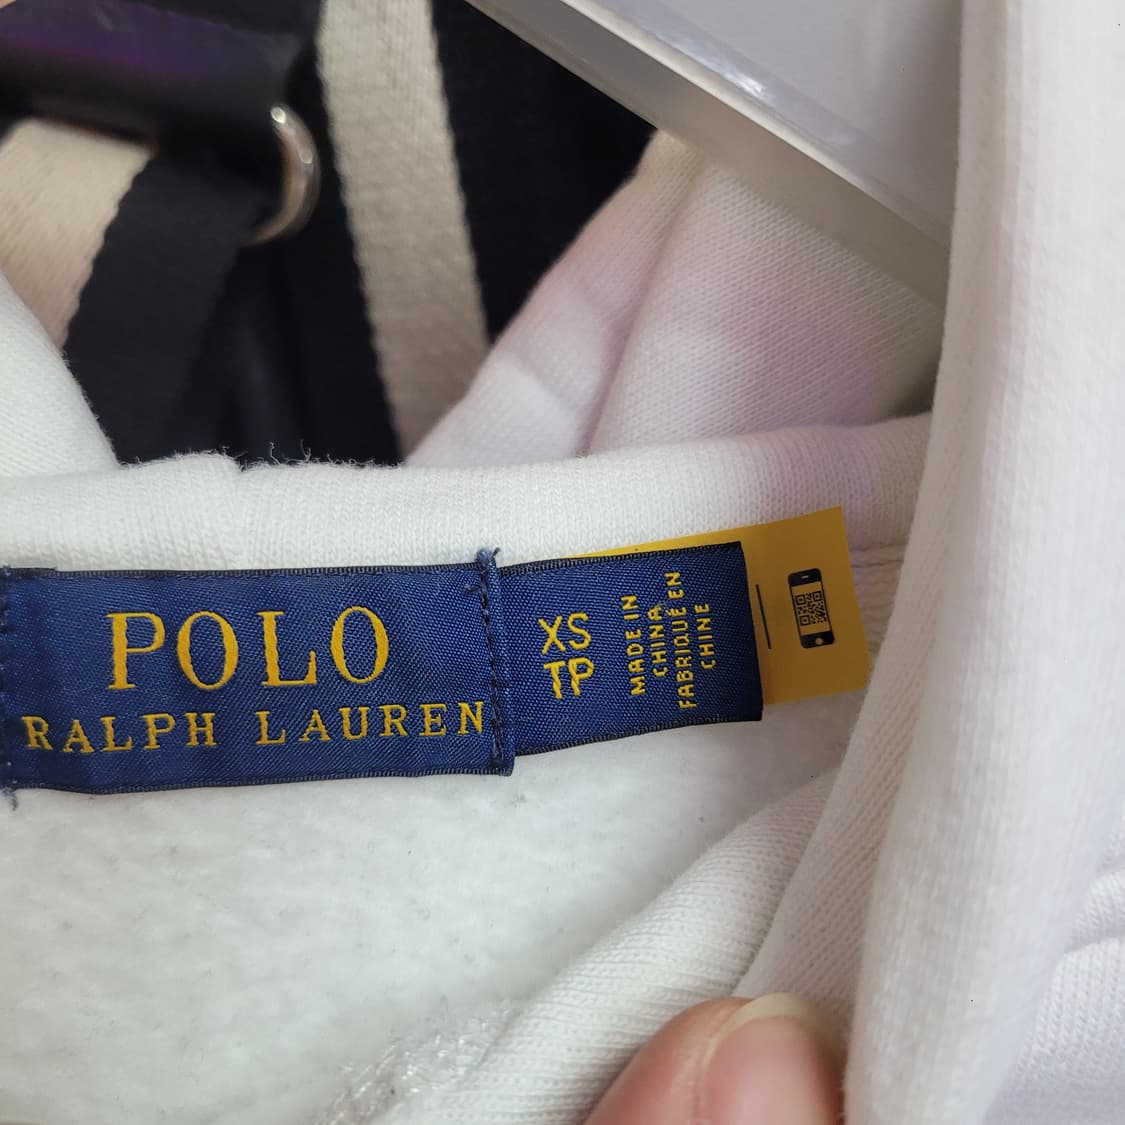 POLO
RALPH LAUREN
XS
TP
MADE IN
CHINA
FABRIQUÉ EN
CHINE